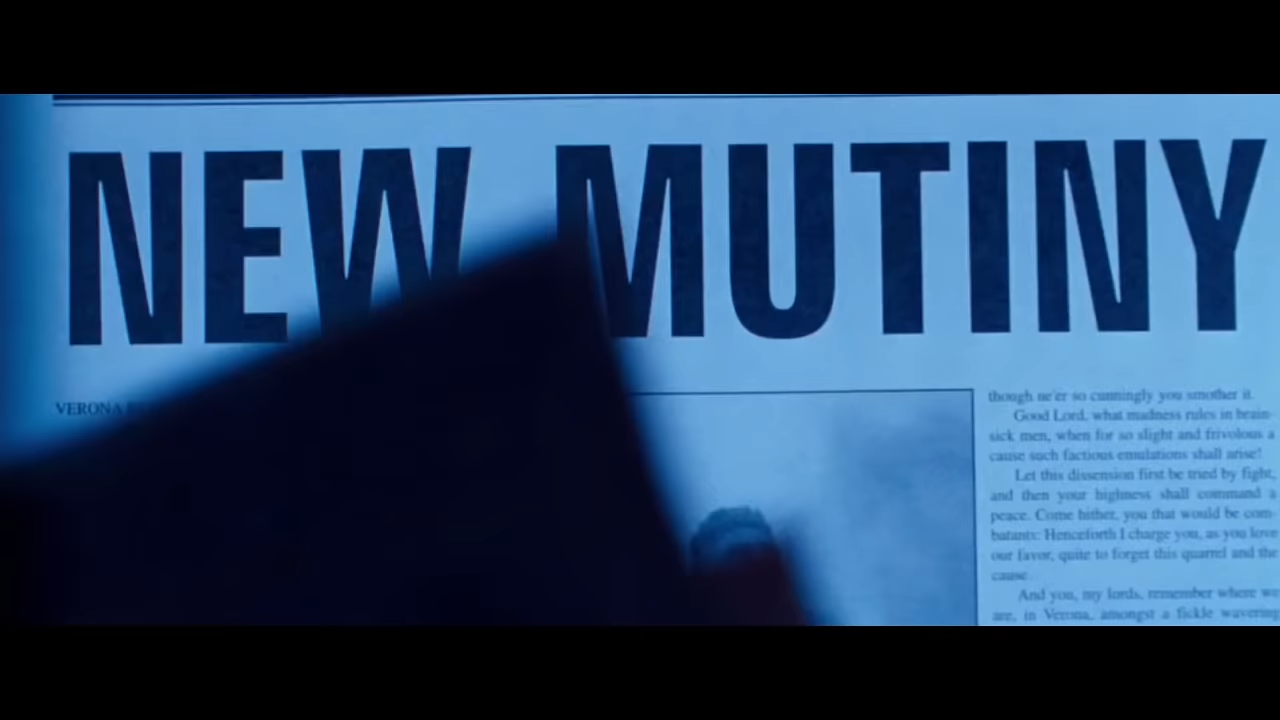 NEW MUTINY
VERONA
though ne'er so cunningly you smother it.
Good Lord, what madness rules in brain-
sick men, when for so slight and frivolous a
cause such factious emulations shall arise!
Let this dissension first be tried by fight,
and then your highness shall command a
peace. Come hither, you that would be com-
batants: Henceforth I charge you, as you love
our favor, quite to forget this quarrel and the
cause.
And you, my lords, remember where we
are, in Verona, amongst a fickle wavering